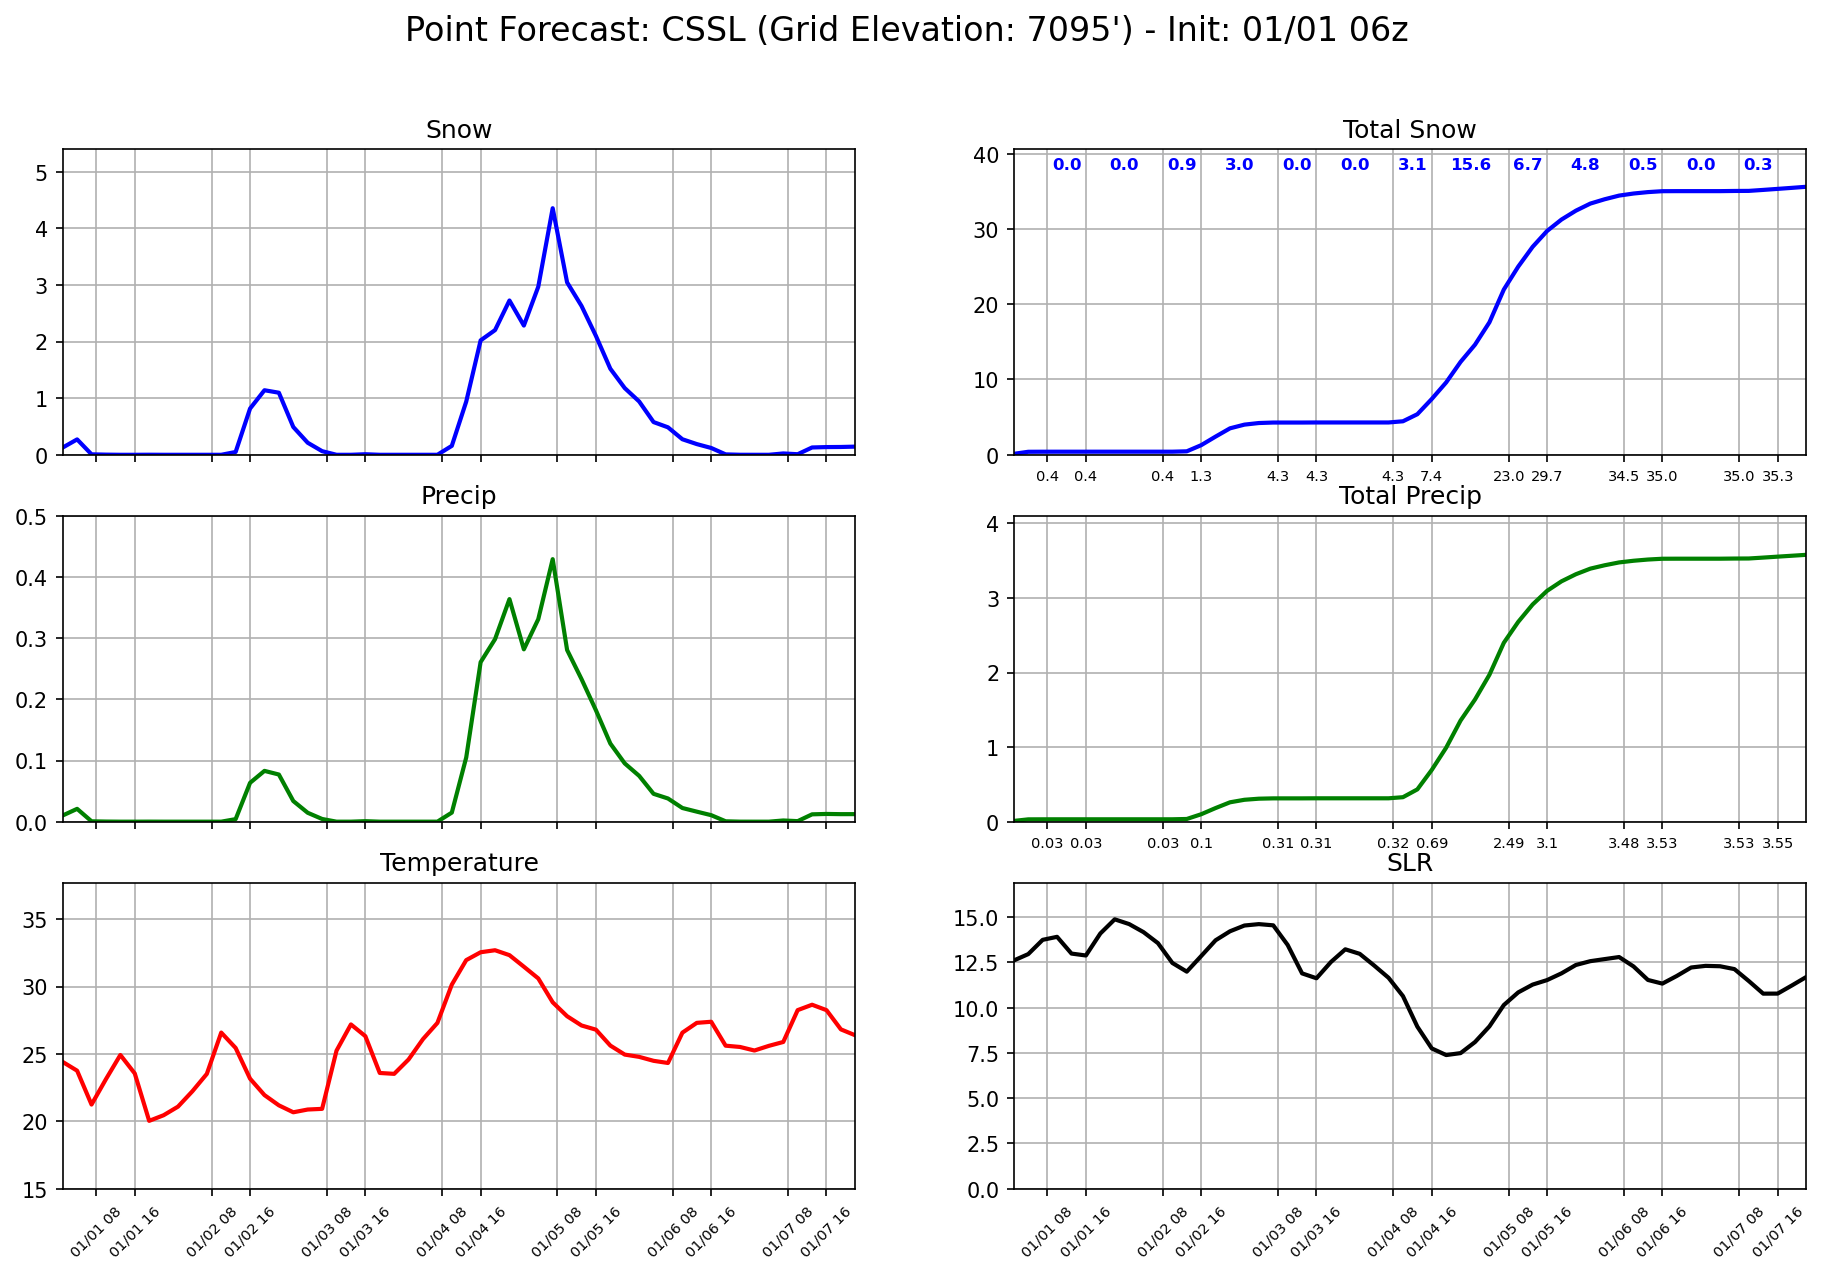 Point Forecast: CSSL (Grid Elevation: 7095') - Init: 01/01 06z
Snow
5
4
3
2
1
0
Total Snow
0.0 0.0 0.9 3.0 0.0 0.0 3.1 15.6 6.7 4.8 0.5 0.0 0.3
40
30
20
10
0
0.4 0.4 0.4 1.3 4.3 4.3 4.3 7.4 23.0 29.7 34.5 35.0 35.0 35.3
Precip
0.5
0.4
0.3
0.2
0.1
0.0
Total Precip
4
3
2
1
0
0.03 0.03 0.03 0.1 0.31 0.31 0.32 0.69 2.49 3.1 3.48 3.53 3.53 3.55
Temperature
35
30
25
20
15
01/01 08 01/01 16 01/02 08 01/02 16 01/03 08 01/03 16 01/04 08 01/04 16 01/05 08 01/05 16 01/06 08 01/06 16 01/07 08 01/07 16
SLR
15.0
12.5
10.0
7.5
5.0
2.5
0.0
01/01 08 01/01 16 01/02 08 01/02 16 01/03 08 01/03 16 01/04 08 01/04 16 01/05 08 01/05 16 01/06 08 01/06 16 01/07 08 01/07 16